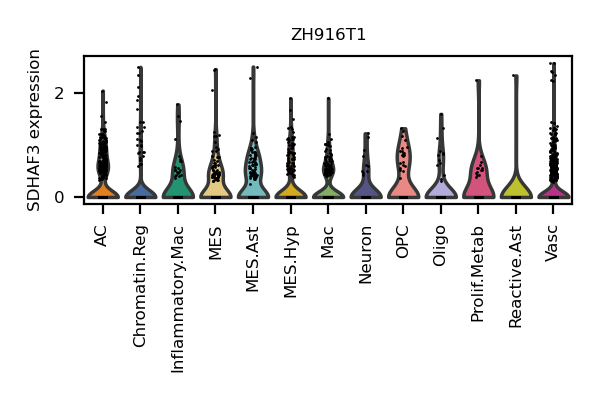 ZH916T1
SDHAF3 expression
2
0
AC
Chromatin.Reg
Inflammatory.Mac
MES
MES.Ast
MES.Hyp
Mac
Neuron
OPC
Oligo
Prolif.Metab
Reactive.Ast
Vasc